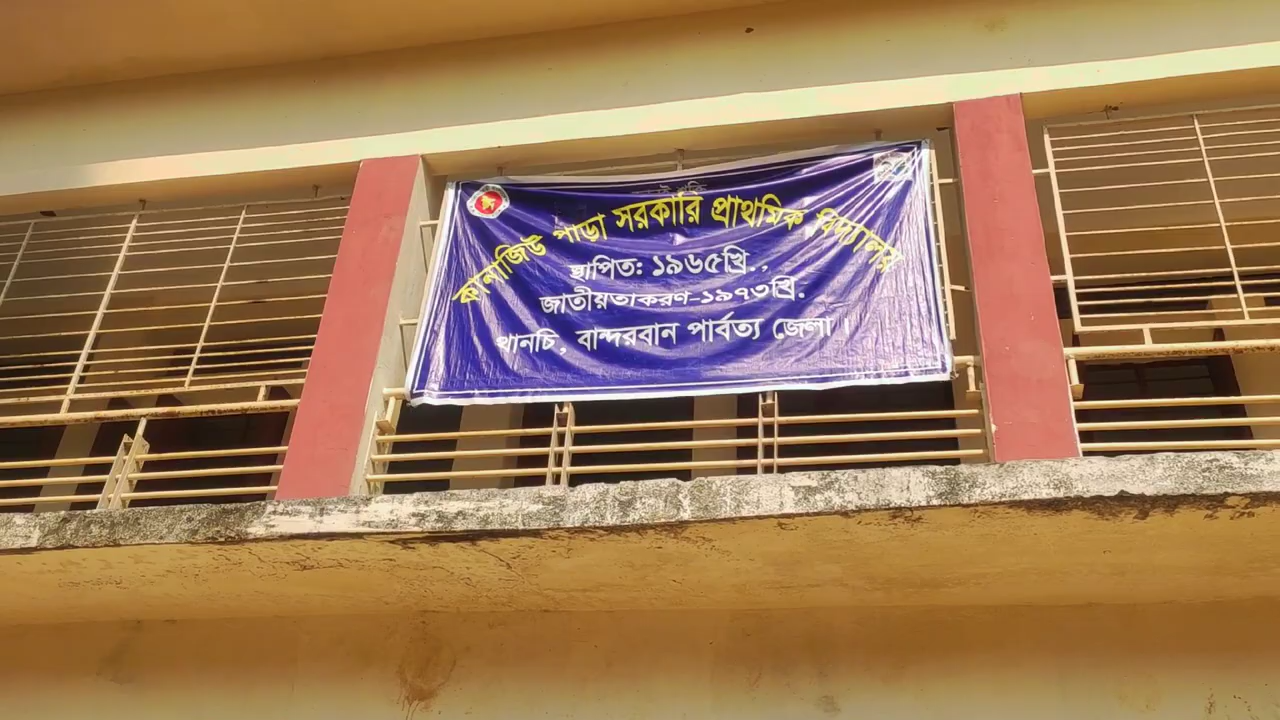 কানাজিউ পাড়া সরকারি প্রাথমিক বিদ্যালয়
স্থাপিত: ১৯৬৫খ্রি.,
জাতীয়তাকরণ-১৯৭৩খ্রি.
থানচি, বান্দরবান পার্বত্য জেলা।